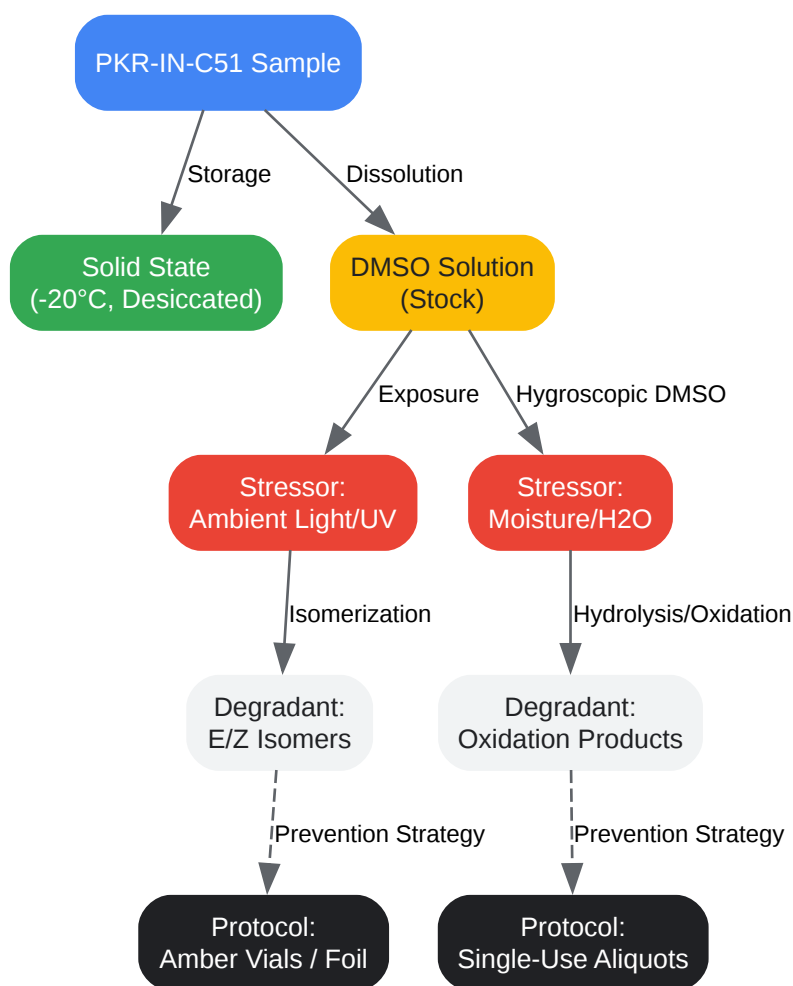 PKR-IN-C51 Sample
Storage
Dissolution
Solid State
(-20°C, Desiccated)
DMSO Solution
(Stock)
Exposure
Hygroscopic DMSO
Stressor:
Ambient Light/UV
Stressor:
Moisture/H2O
Isomerization
Hydrolysis/Oxidation
Degradant:
E/Z Isomers
Degradant:
Oxidation Products
Prevention Strategy
Prevention Strategy
Protocol:
Amber Vials / Foil
Protocol:
Single-Use Aliquots